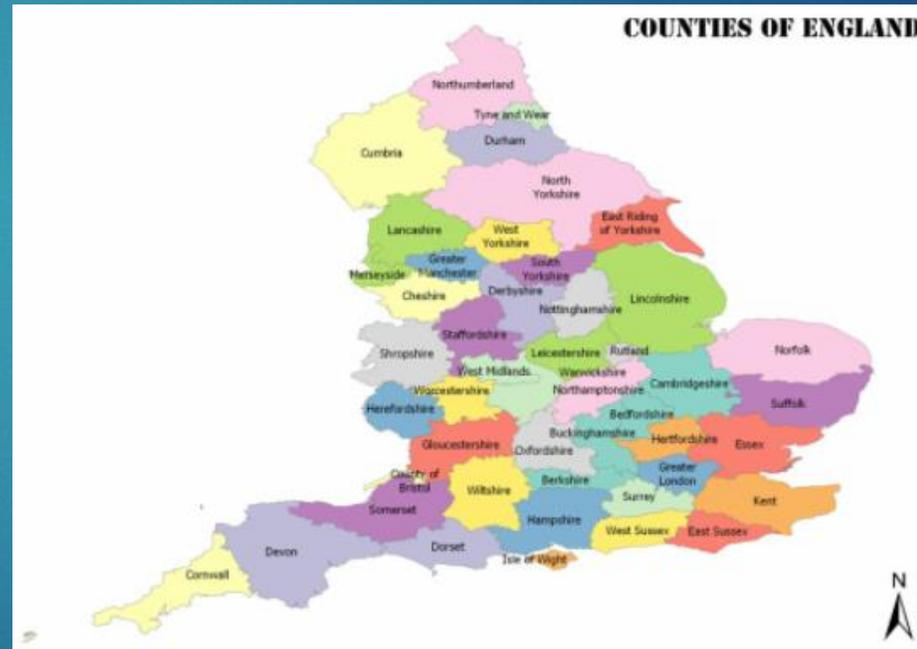 COUNTIES OF ENGLAND
Northumberland
Tyne and Wear
Durham
Cumbria
North
Yorkshire
East Riding
of Yorkshire
Lancashire
West
Yorkshire
Greater
Manchester
South
Yorkshire
Merseyside
Derbyshire
Cheshire
Nottinghamshire
Lincolnshire
Staffordshire
Shropshire
Leicestershire
Rutland
Norfolk
West Midlands
Warwickshire
Worcestershire
Northamptonshire
Cambridgeshire
Suffolk
Herefordshire
Bedfordshire
Buckinghamshire
Hertfordshire
Essex
Gloucestershire
Oxfordshire
Greater
London
County of
Bristol
Berkshire
Wiltshire
Surrey
Kent
Somerset
Hampshire
West Sussex
East Sussex
Devon
Dorset
Isle of Wight
Cornwall
N